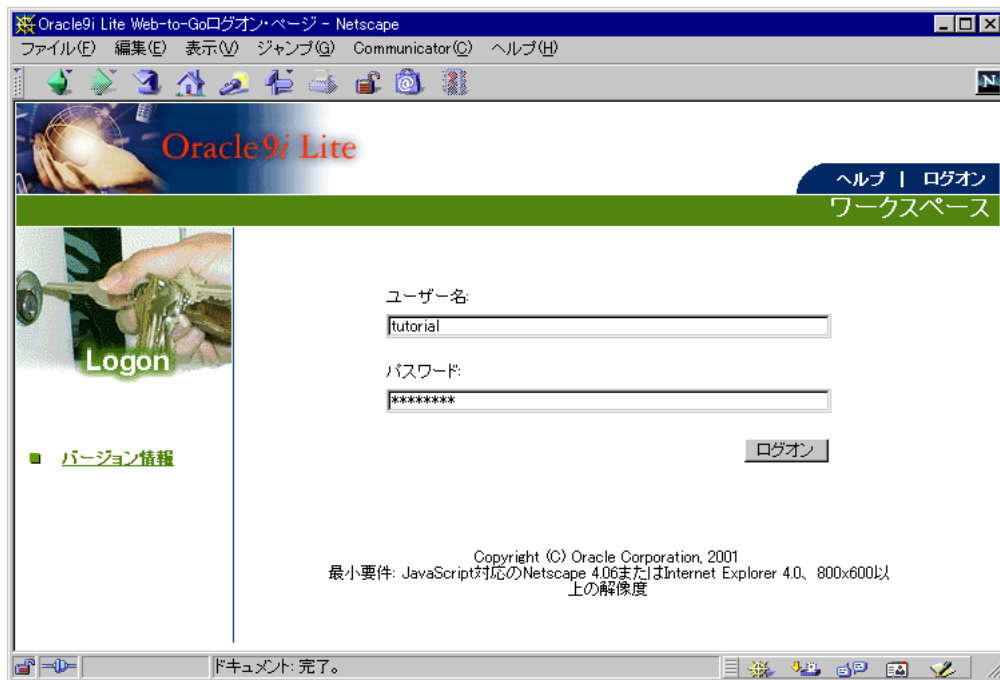 Oracle9i Lite Web-to-Goログオン・ページ - Netscape
ファイル(F) 編集(E) 表示(V) ジャンプ(G) Communicator(C) ヘルプ(H)
N
Oracle9i Lite
ヘルプ | ログオン
ワークスペース
Logon
ユーザー名:
tutorial
パスワード:
********
ログオン
バージョン情報
Copyright (C) Oracle Corporation, 2001
最小要件: JavaScript対応のNetscape 4.06またはInternet Explorer 4.0、800x600以
上の解像度
ドキュメント: 完了。